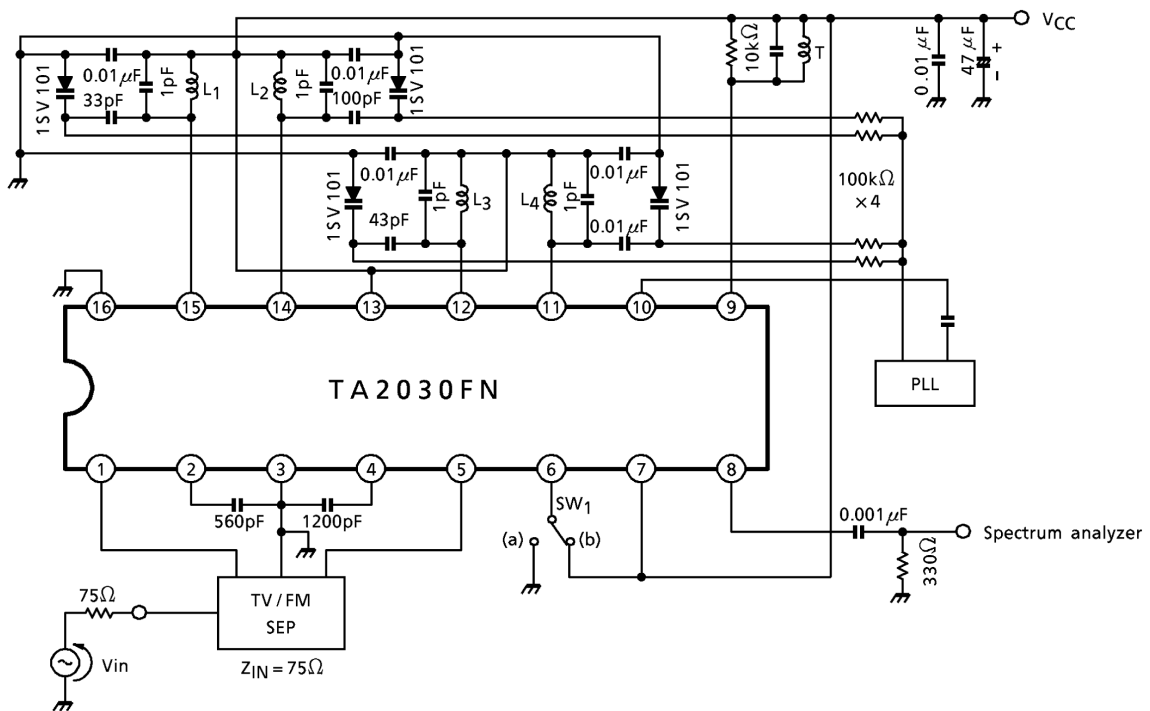 VCC
10kΩ
T
0.01μF
47μF
+
-
1SV101
0.01μF
33pF
1pF
L1
L2
1pF
0.01μF
100pF
1SV101
1SV101
0.01μF
43pF
1pF
L3
L4
1pF
0.01μF
0.01μF
1SV101
100kΩ
×4
16
15
14
13
12
11
10
9
TA2030FN
PLL
1
2
3
4
5
6
7
8
560pF
1200pF
SW1
(a)
(b)
0.001μF
Spectrum analyzer
330Ω
75Ω
TV/FM
SEP
Vin
ZIN=75Ω